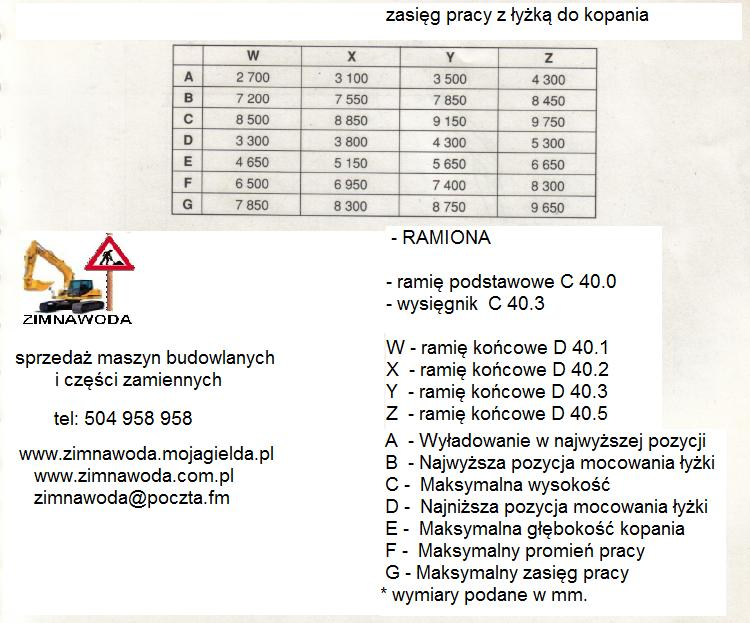 zasięg pracy z łyżką do kopania
W X Y Z
A 2 700 3 100 3 500 4 300
B 7 200 7 550 7 850 8 450
C 8 500 8 850 9 150 9 750
D 3 300 3 800 4 300 5 300
E 4 650 5 150 5 650 6 650
F 6 500 6 950 7 400 8 300
G 7 850 8 300 8 750 9 650
ZIMNAWODA
sprzedaż maszyn budowlanych
i części zamiennych
tel: 504 958 958
www.zimnawoda.mojagielda.pl
www.zimnawoda.com.pl
zimnawoda@poczta.fm
- RAMIONA
- ramię podstawowe C 40.0
- wysięgnik C 40.3
W - ramię końcowe D 40.1
X - ramię końcowe D 40.2
Y - ramię końcowe D 40.3
Z - ramię końcowe D 40.5
A - Wyładowanie w najwyższej pozycji
B - Najwyższa pozycja mocowania łyżki
C - Maksymalna wysokość
D - Najniższa pozycja mocowania łyżki
E - Maksymalna głębokość kopania
F - Maksymalny promień pracy
G - Maksymalny zasięg pracy
* wymiary podane w mm.